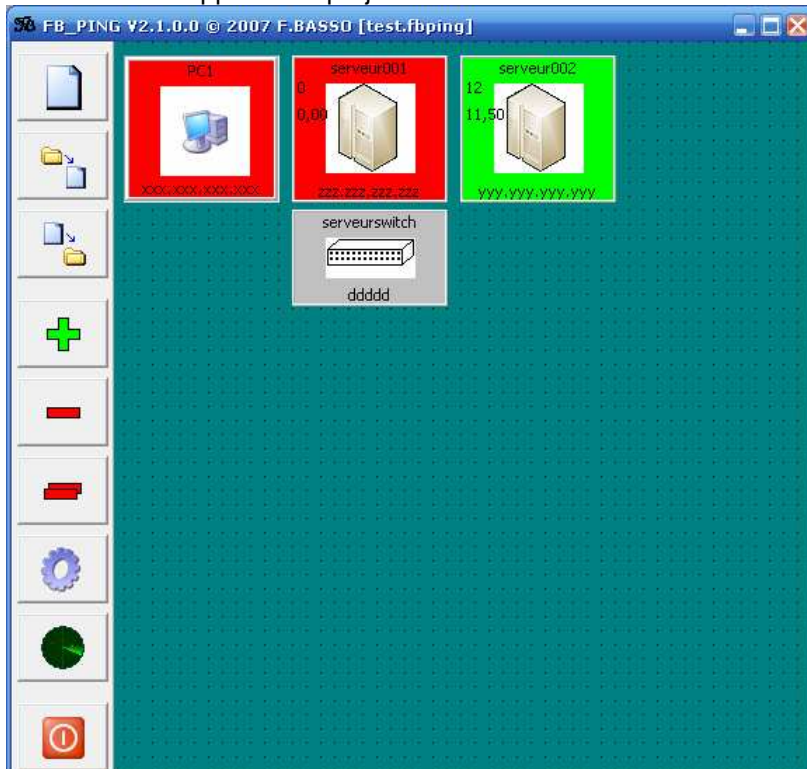 FB_PING V2.1.0.0 © 2007 F.BASSO [test.fbping]
PC1
xxx.xxx.xxx.xxx
serveur001
0
0,00
zzz.zzz.zzz.zzz
serveur002
12
11,50
yyy.yyy.yyy.yyy
serveurswitch
ddddd